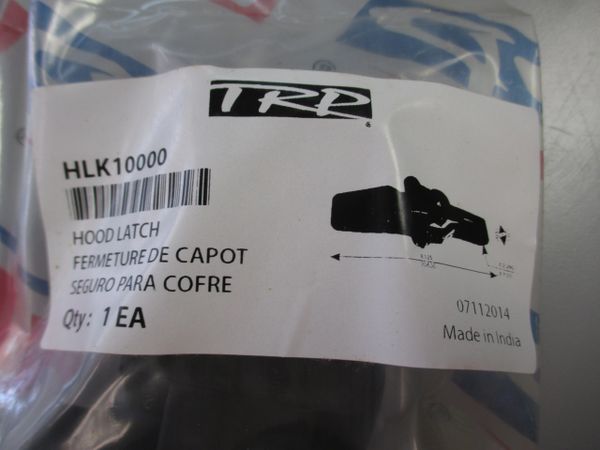 TRP
®
HLK10000
HOOD LATCH
FERMETURE DE CAPOT
SEGURO PARA COFRE
Qty: 1 EA
07112014
Made in India